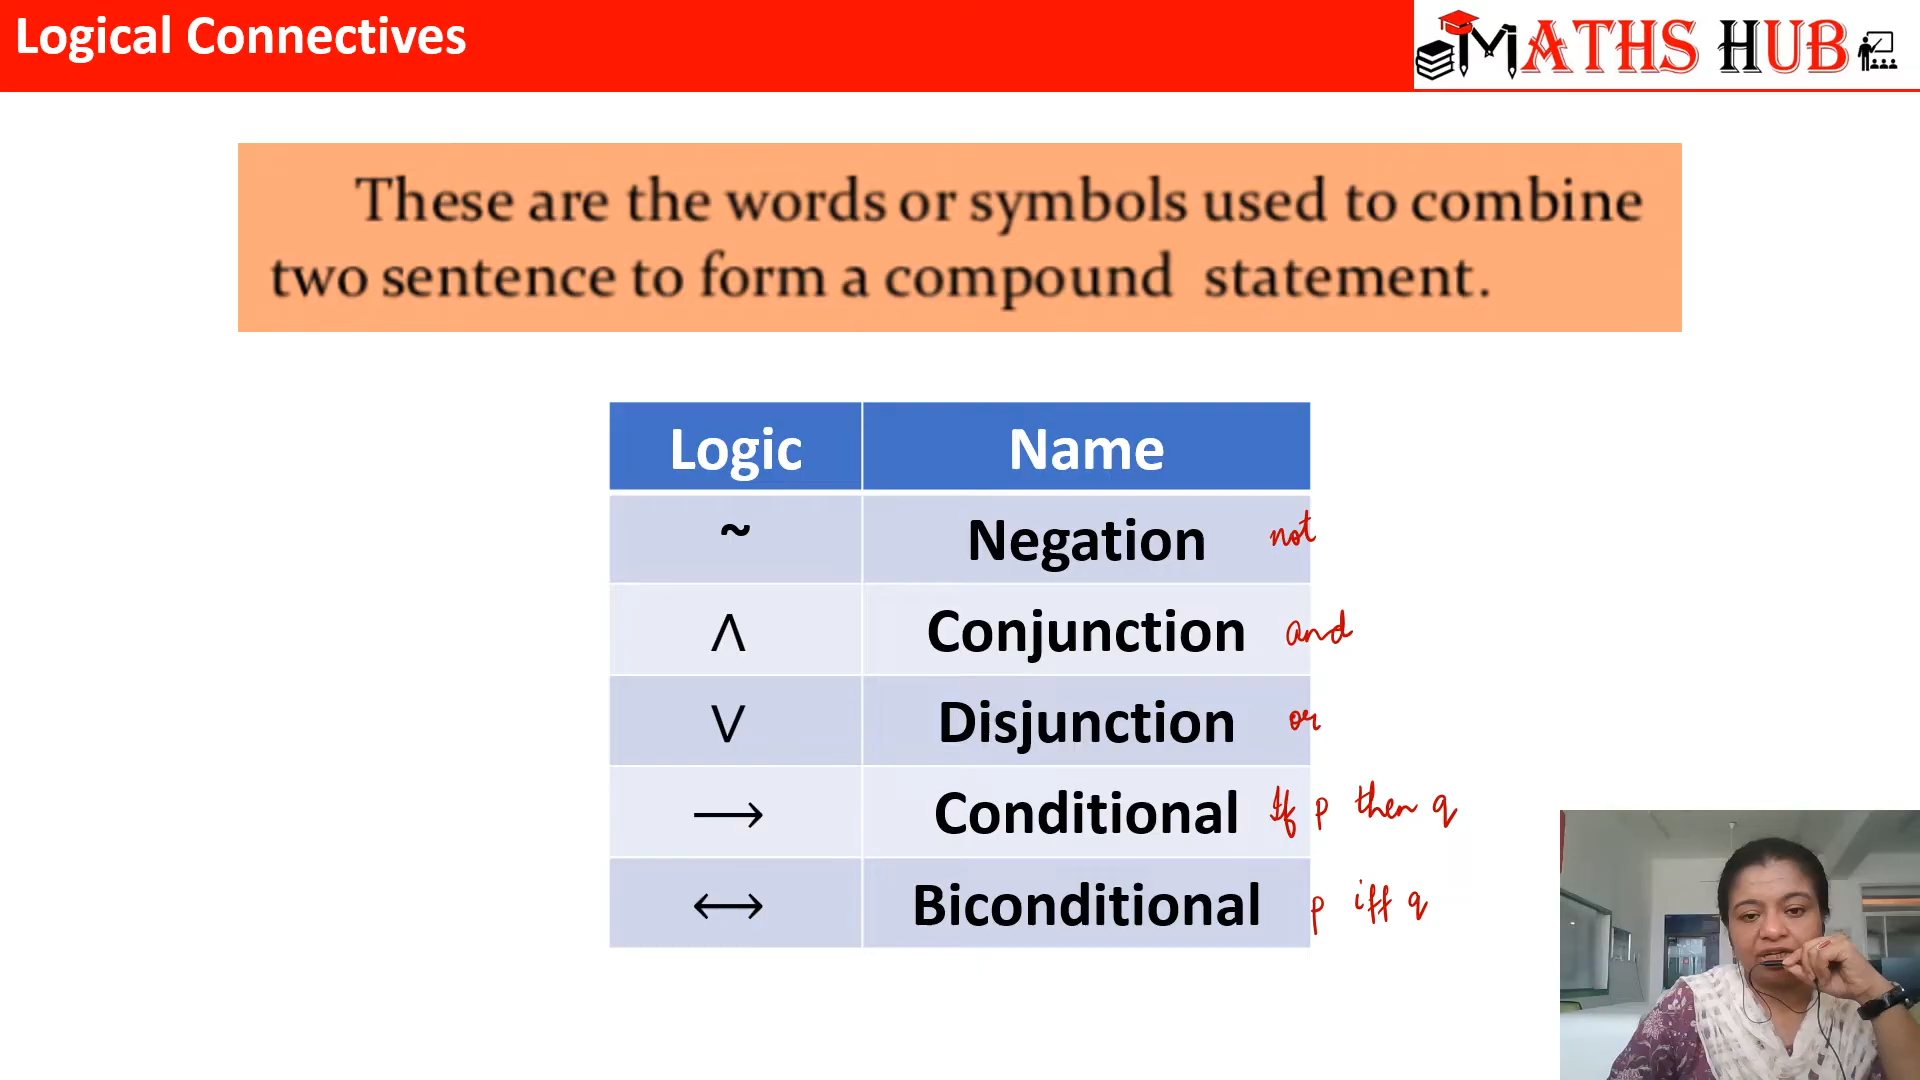 Logical Connectives
MATHS HUB
These are the words or symbols used to combine
two sentence to form a compound statement.
Logic Name
~ Negation not
∧ Conjunction and
∨ Disjunction or
⟶ Conditional If p then q
⟷ Biconditional p iff q